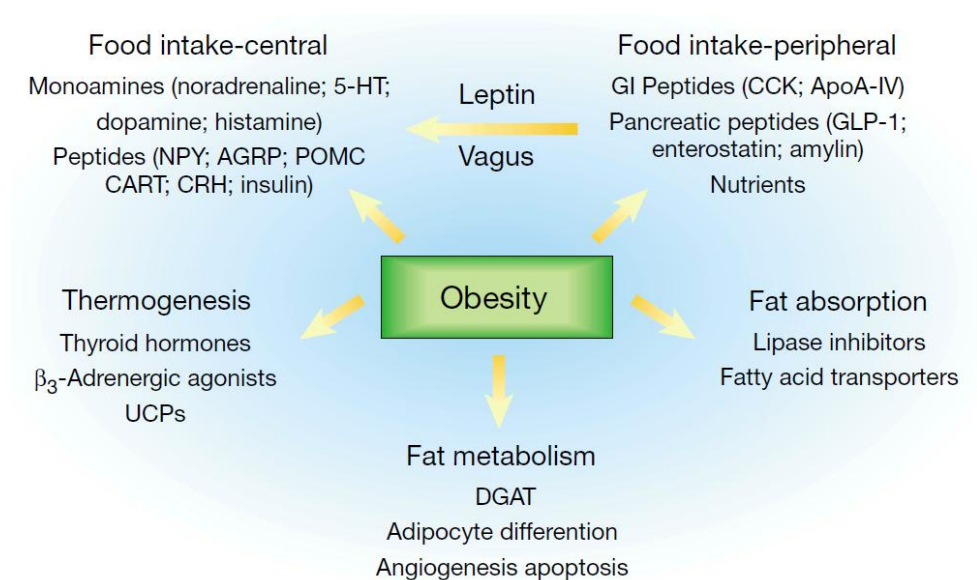 Food intake-central
Monoamines (noradrenaline; 5-HT;
dopamine; histamine)
Peptides (NPY; AGRP; POMC
CART; CRH; insulin)
Leptin
Vagus
Food intake-peripheral
GI Peptides (CCK; ApoA-IV)
Pancreatic peptides (GLP-1;
enterostatin; amylin)
Nutrients
Obesity
Thermogenesis
Thyroid hormones
β3-Adrenergic agonists
UCPs
Fat absorption
Lipase inhibitors
Fatty acid transporters
Fat metabolism
DGAT
Adipocyte differention
Angiogenesis apoptosis